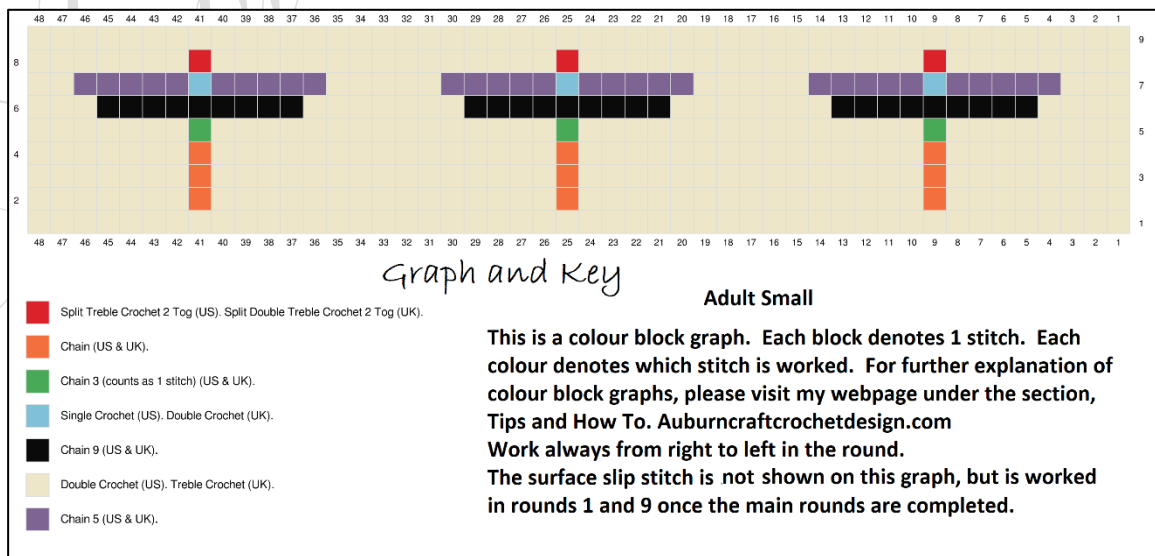 48 47 46 45 44 43 42 41 40 39 38 37 36 35 34 33 32 31 30 29 28 27 26 25 24 23 22 21 20 19 18 17 16 15 14 13 12 11 10 9 8 7 6 5 4 3 2 1
9
8
7
6
5
4
3
2
1
48 47 46 45 44 43 42 41 40 39 38 37 36 35 34 33 32 31 30 29 28 27 26 25 24 23 22 21 20 19 18 17 16 15 14 13 12 11 10 9 8 7 6 5 4 3 2 1
Graph and Key
Split Treble Crochet 2 Tog (US). Split Double Treble Crochet 2 Tog (UK).
Chain (US & UK).
Chain 3 (counts as 1 stitch) (US & UK).
Single Crochet (US). Double Crochet (UK).
Chain 9 (US & UK).
Double Crochet (US). Treble Crochet (UK).
Chain 5 (US & UK).
Adult Small
This is a colour block graph. Each block denotes 1 stitch. Each
colour denotes which stitch is worked. For further explanation of
colour block graphs, please visit my webpage under the section,
Tips and How To. Auburncraftcrochetdesign.com
Work always from right to left in the round.
The surface slip stitch is not shown on this graph, but is worked
in rounds 1 and 9 once the main rounds are completed.